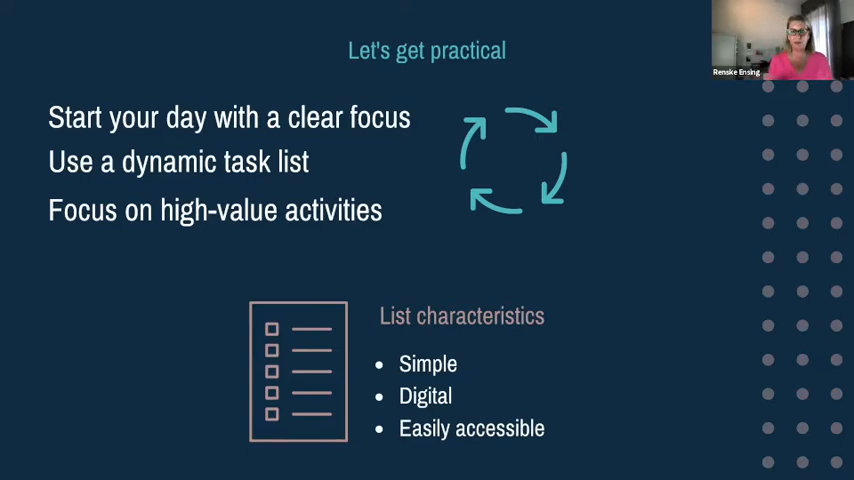 Let's get practical
Renske Ensing
Start your day with a clear focus
Use a dynamic task list
Focus on high-value activities
List characteristics
Simple
Digital
Easily accessible